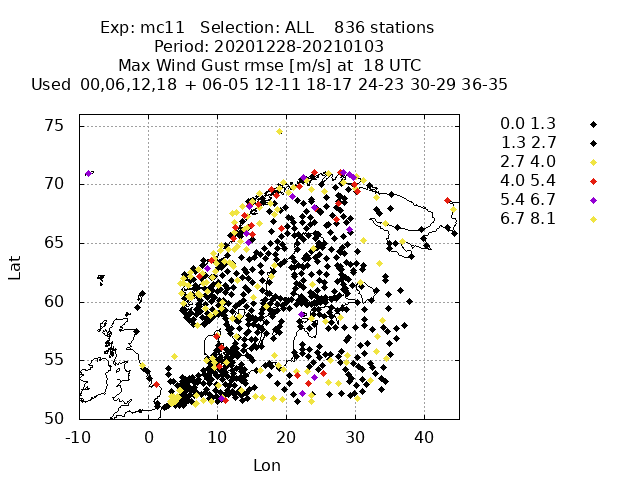 Exp: mc11 Selection: ALL 836 stations
Period: 20201228-20210103
Max Wind Gust rmse [m/s] at 18 UTC
Used 00,06,12,18 + 06-05 12-11 18-17 24-23 30-29 36-35
75
70
65
60
55
50
-10 0 10 20 30 40
Lat
Lon
0.0 1.3
1.3 2.7
2.7 4.0
4.0 5.4
5.4 6.7
6.7 8.1